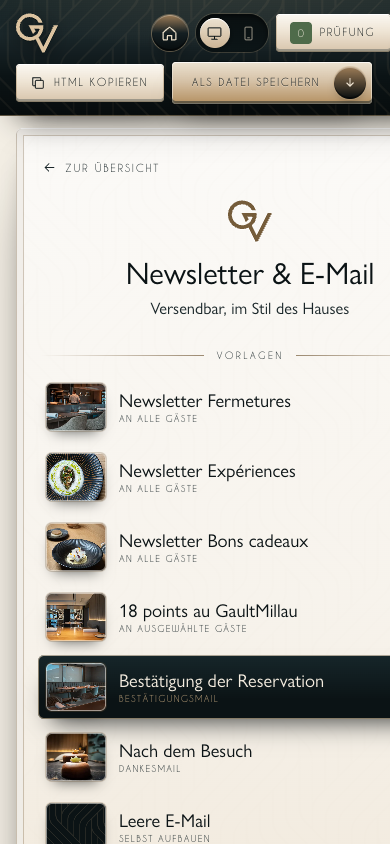 GV
0 PRÜFUNG
HTML KOPIEREN
ALS DATEI SPEICHERN
← ZUR ÜBERSICHT
GV
Newsletter & E-Mail
Versendbar, im Stil des Hauses
VORLAGEN
Newsletter Fermetures
AN ALLE GÄSTE
Newsletter Expériences
AN ALLE GÄSTE
Newsletter Bons cadeaux
AN ALLE GÄSTE
18 points au GaultMillau
AN AUSGEWÄHLTE GÄSTE
Bestätigung der Reservation
BESTÄTIGUNGSMAIL
Nach dem Besuch
DANKESMAIL
Leere E-Mail
SELBST AUFBAUEN